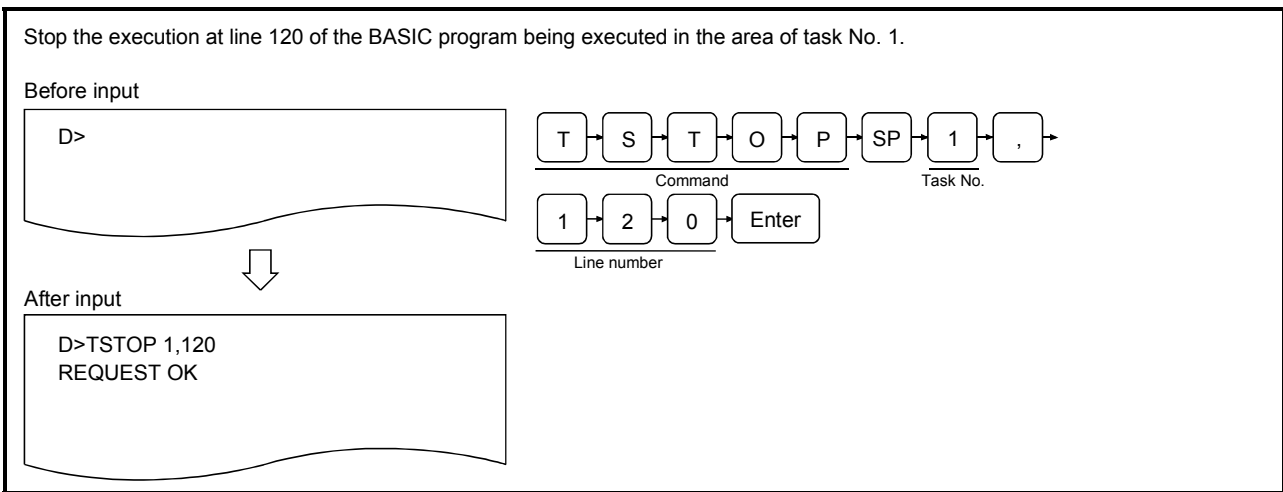 Stop the execution at line 120 of the BASIC program being executed in the area of task No. 1.
Before input
D>
T S T O P SP 1 ,
Command Task No.
1 2 0 Enter
Line number
After input
D>TSTOP 1,120
REQUEST OK